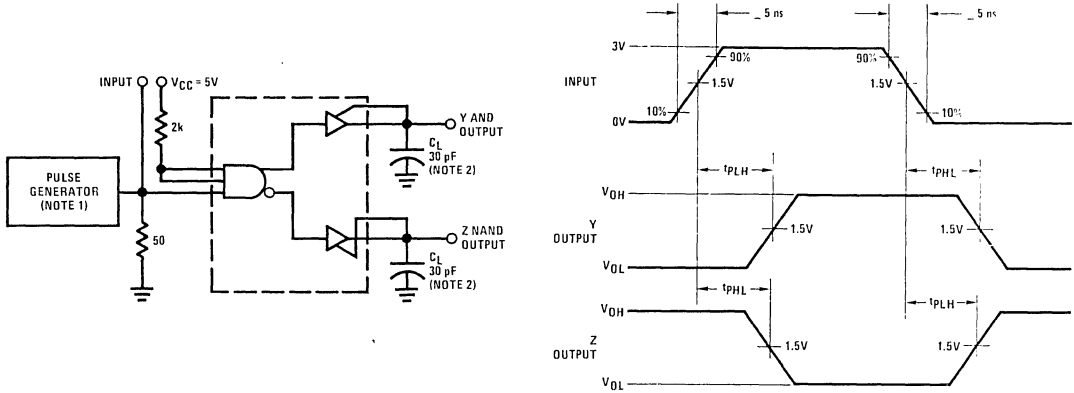 INPUT
VCC = 5V
2k
PULSE
GENERATOR
(NOTE 1)
50
Y AND
OUTPUT
CL
30 pF
(NOTE 2)
Z NAND
OUTPUT
CL
30 pF
(NOTE 2)
5 ns
5 ns
3V
90%
90%
INPUT
1.5V
1.5V
10%
10%
0V
tPLH
tPHL
VOH
Y
OUTPUT
1.5V
1.5V
VOL
tPHL
tPLH
VOH
Z
OUTPUT
1.5V
1.5V
VOL